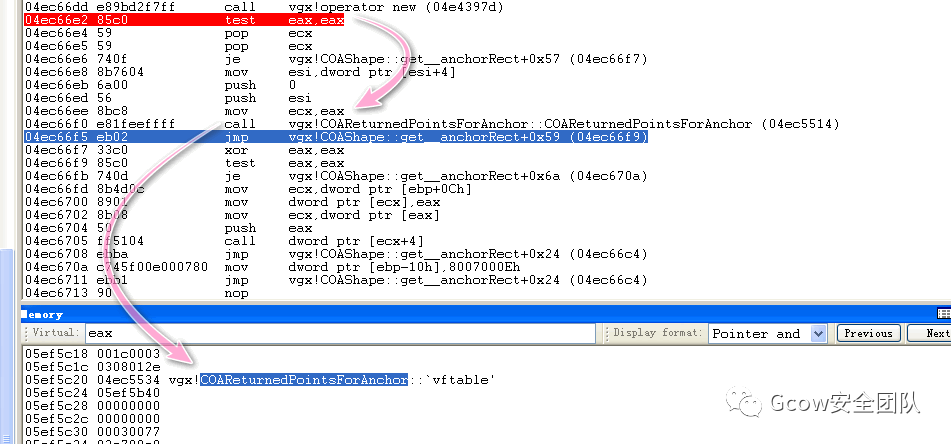 04ec66dd e89bd2f7ff call vgx!operator new (04e4397d)
04ec66e2 85c0 test eax,eax
04ec66e4 59 pop ecx
04ec66e5 59 pop ecx
04ec66e6 740f je vgx!COAShape::get__anchorRect+0x57 (04ec66f7)
04ec66e8 8b7604 mov esi,dword ptr [esi+4]
04ec66eb 6a00 push 0
04ec66ed 56 push esi
04ec66ee 8bc8 mov ecx,eax
04ec66f0 e81feeffff call vgx!COAReturnedPointsForAnchor::COAReturnedPointsForAnchor (04ec5514)
04ec66f5 eb02 jmp vgx!COAShape::get__anchorRect+0x59 (04ec66f9)
04ec66f7 33c0 xor eax,eax
04ec66f9 85c0 test eax,eax
04ec66fb 740d je vgx!COAShape::get__anchorRect+0x6a (04ec670a)
04ec66fd 8b4d0c mov ecx,dword ptr [ebp+0Ch]
04ec6700 8901 mov dword ptr [ecx],eax
04ec6702 8b08 mov ecx,dword ptr [eax]
04ec6704 50 push eax
04ec6705 ff5104 call dword ptr [ecx+4]
04ec6708 ebba jmp vgx!COAShape::get__anchorRect+0x24 (04ec66c4)
04ec670a c745f00e000780 mov dword ptr [ebp-10h],8007000Eh
04ec6711 ebb1 jmp vgx!COAShape::get__anchorRect+0x24 (04ec66c4)
04ec6713 90 nop
Memory
Virtual: eax Display format: Pointer and Previous Next
05ef5c18 001c0003
05ef5c1c 0308012e
05ef5c20 04ec5534 vgx!COAReturnedPointsForAnchor::`vftable'
05ef5c24 05ef5b40
05ef5c28 00000000
05ef5c2c 00000000
05ef5c30 00030077
Gcow安全团队